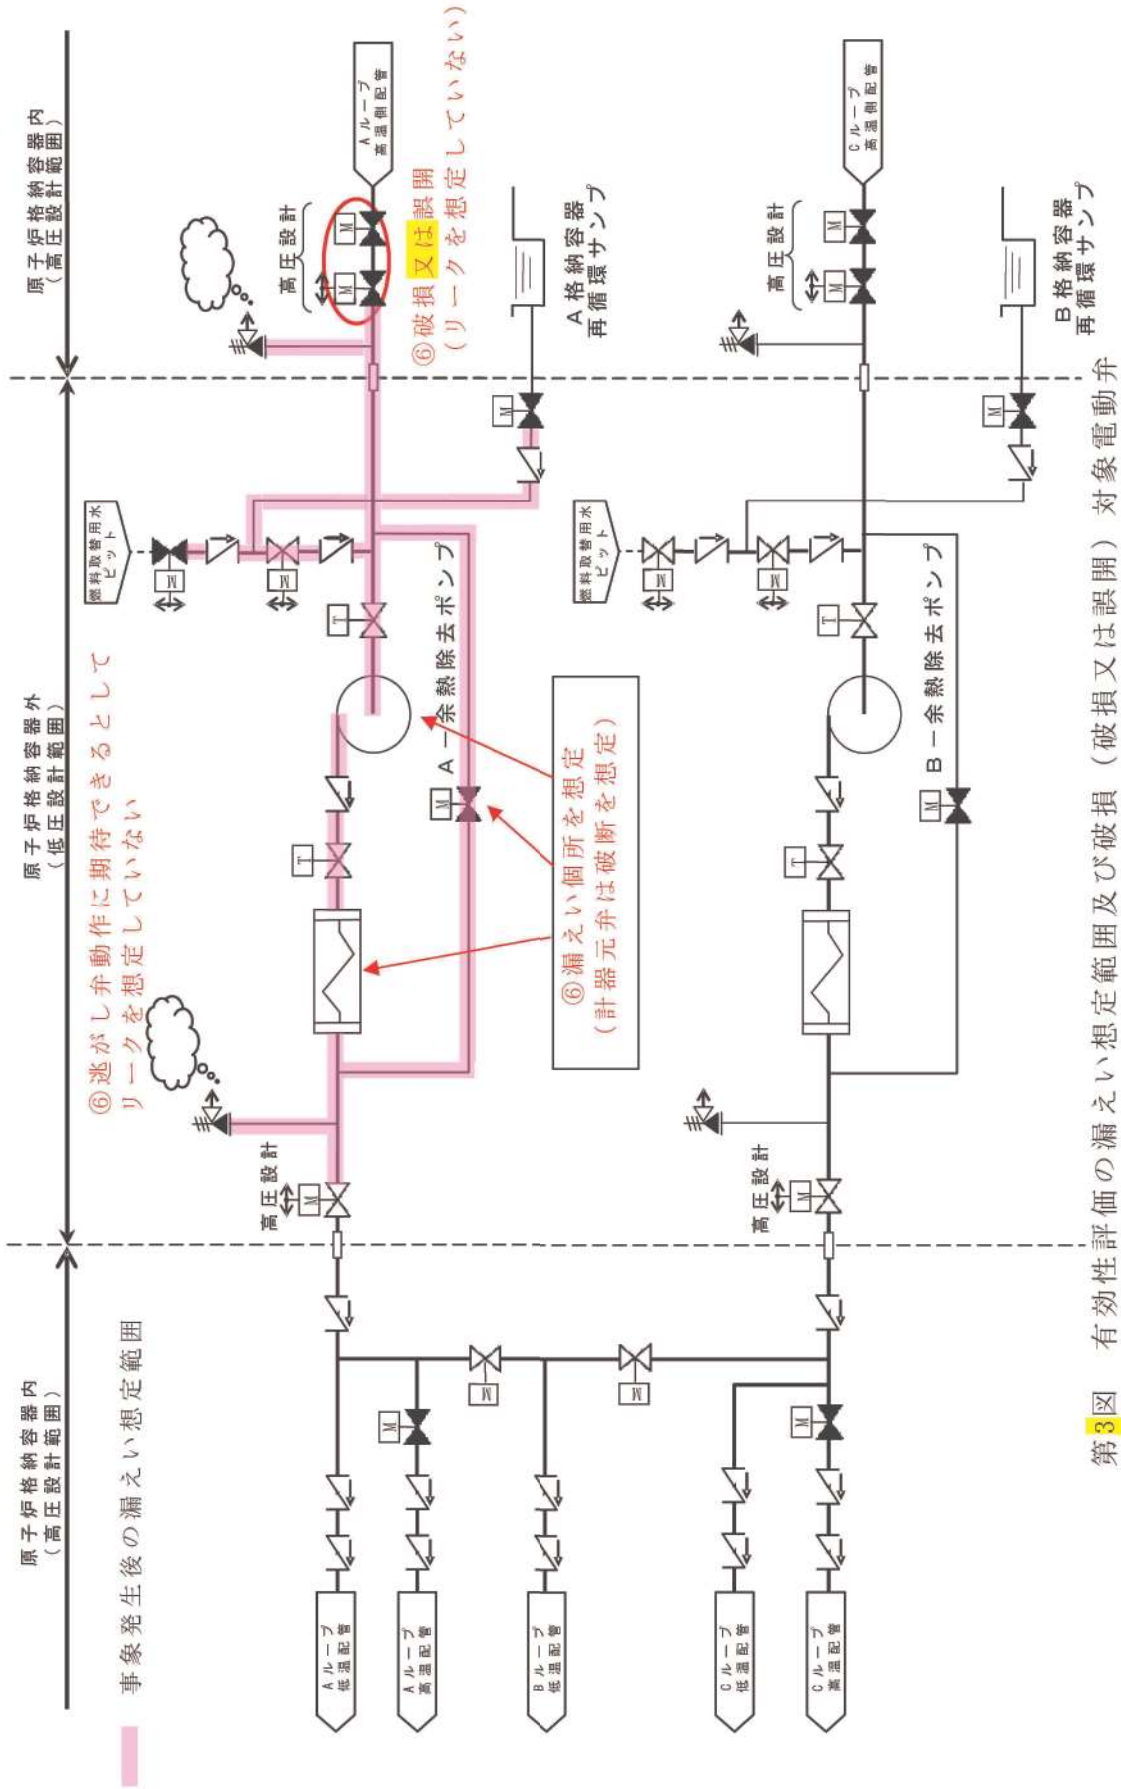 原子炉格納容器内
（高圧設計範囲）
原子炉格納容器外
（低圧設計範囲）
原子炉格納容器内
（高圧設計範囲）
事象発生後の漏えい想定範囲
⑥逃がし弁動作に期待できるとして
リークを想定していない
燃料取替用水
ピット
M
M
T
T
M
高圧設計
M
高圧設計
M
M
Aループ
高温側配管
⑥破損又は誤開
（リークを想定していない）
M
A格納容器
再循環サンプ
A－余熱除去ポンプ
M
⑥漏えい個所を想定
（計器元弁は破断を想定）
Aループ
低温配管
Aループ
高温配管
M
M
Bループ
低温配管
M
Cループ
低温配管
Cループ
高温配管
M
燃料取替用水
ピット
M
M
T
T
高圧設計
M
高圧設計
M
M
Cループ
高温側配管
M
B格納容器
再循環サンプ
B－余熱除去ポンプ
M
第3図　有効性評価の漏えい想定範囲及び破損（破損又は誤開）対象電動弁